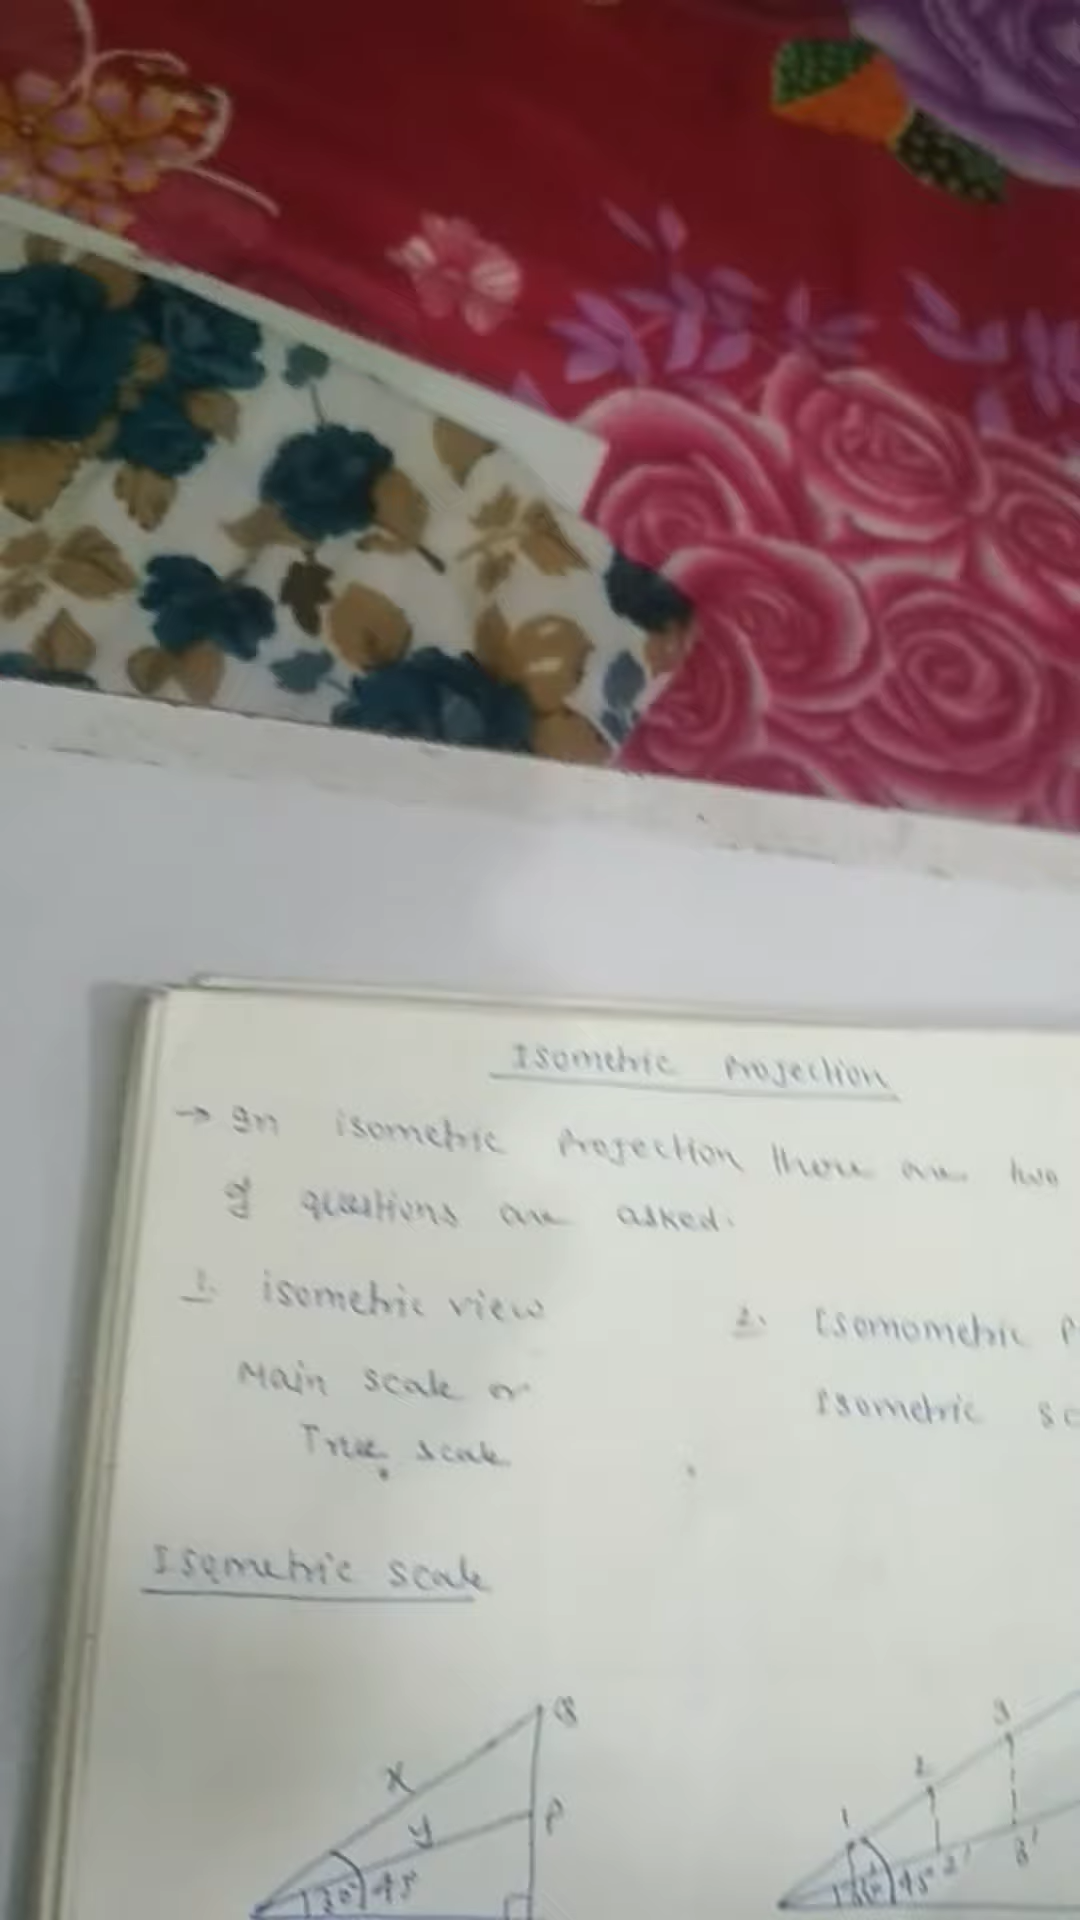 Isometric Projection
→ In isometric Projection there are two
of questions are asked.
1. isometric view
2. Isomometric P
Main scale or
Isometric sc
True scale
Isometric scale
Q
x
P
y
30° 45°
3
2
1
3'
2'
45°